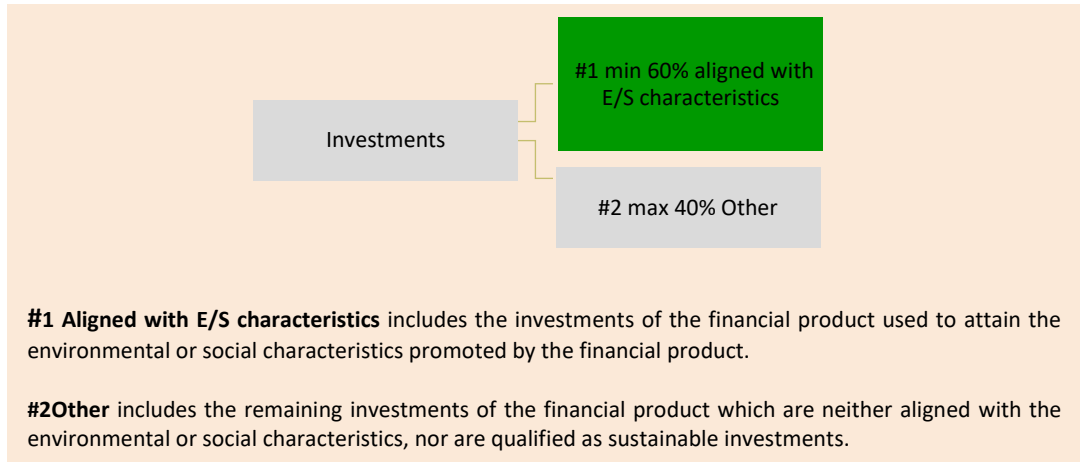 #1 min 60% aligned with
E/S characteristics
Investments
#2 max 40% Other
#1 Aligned with E/S characteristics includes the investments of the financial product used to attain the
environmental or social characteristics promoted by the financial product.
#2Other includes the remaining investments of the financial product which are neither aligned with the
environmental or social characteristics, nor are qualified as sustainable investments.